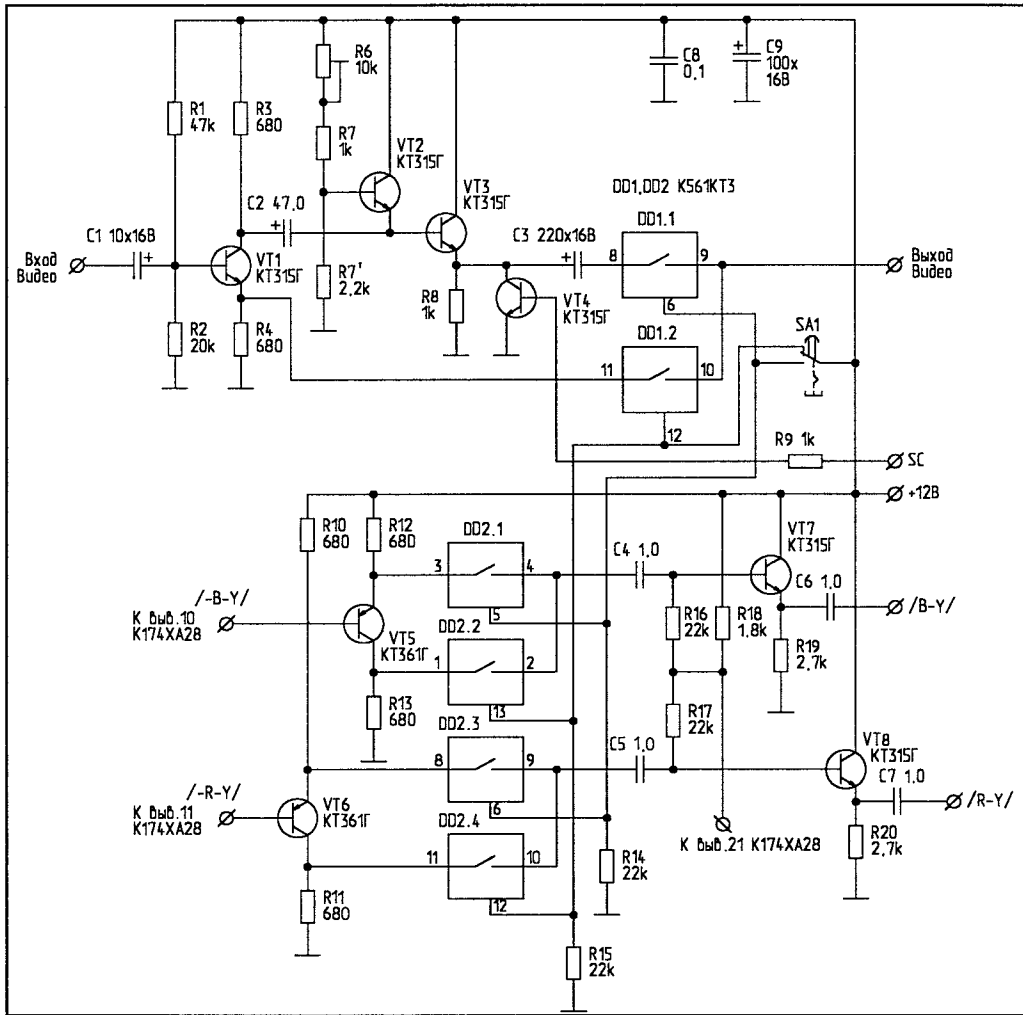 R6
10k
C8
0,1
C9
100x
16В
R1
47k
R3
680
R7
1k
VT2
КТ315Г
VT3
КТ315Г
DD1,DD2 К561КТ3
C2 47,0
DD1.1
C1 10x16В
C3 220x16В
8
9
Вход
Видео
VT1
КТ315Г
Выход
Видео
R7'
2,2k
R8
1k
VT4
КТ315Г
6
SA1
R2
20k
R4
680
DD1.2
11
10
12
R9 1k
SC
+12В
R10
680
R12
680
DD2.1
VT7
КТ315Г
3
4
C4 1,0
C6 1,0
/-B-Y/
К выв.10
К174ХА28
5
R16
22k
R18
1,8k
/B-Y/
VT5
КТ361Г
DD2.2
1
2
R19
2,7k
R13
680
13
R17
22k
DD2.3
C5 1,0
VT8
КТ315Г
8
9
C7 1,0
/-R-Y/
К выв.11
К174ХА28
VT6
КТ361Г
6
/R-Y/
DD2.4
К выв.21 К174ХА28
R20
2,7k
11
10
R14
22k
R11
680
12
R15
22k